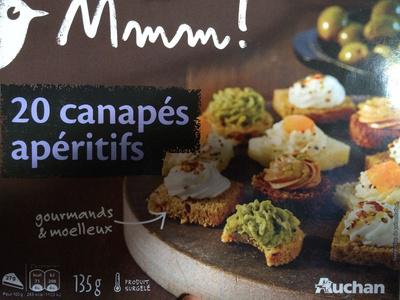 Mmm!
20 canapés
apéritifs
gourmands
& moelleux
135g
PRODUIT
SURGELÉ
Auchan